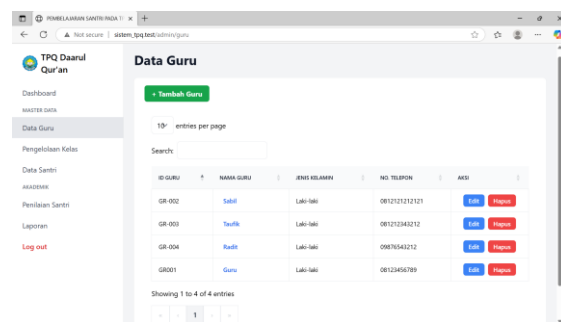 PEMBELAJARAN SANTRI PADA
Not secure sistem_tpq.test/admin/guru
TPQ Daarul
Qur'an
Data Guru
Dashboard
MASTER DATA
Data Guru
Pengelolaan Kelas
Data Santri
AKADEMIK
Penilaian Santri
Laporan
Log out
+ Tambah Guru
10 entries per page
Search:
ID GURU NAMA GURU JENIS KELAMIN NO. TELEPON AKSI
GR-002 Sabil Laki-laki 0812121212121 Edit Hapus
GR-003 Taufik Laki-laki 081212343212 Edit Hapus
GR-004 Radit Laki-laki 09876543212 Edit Hapus
GR001 Guru Laki-laki 08123456789 Edit Hapus
Showing 1 to 4 of 4 entries
« ‹ 1 › »